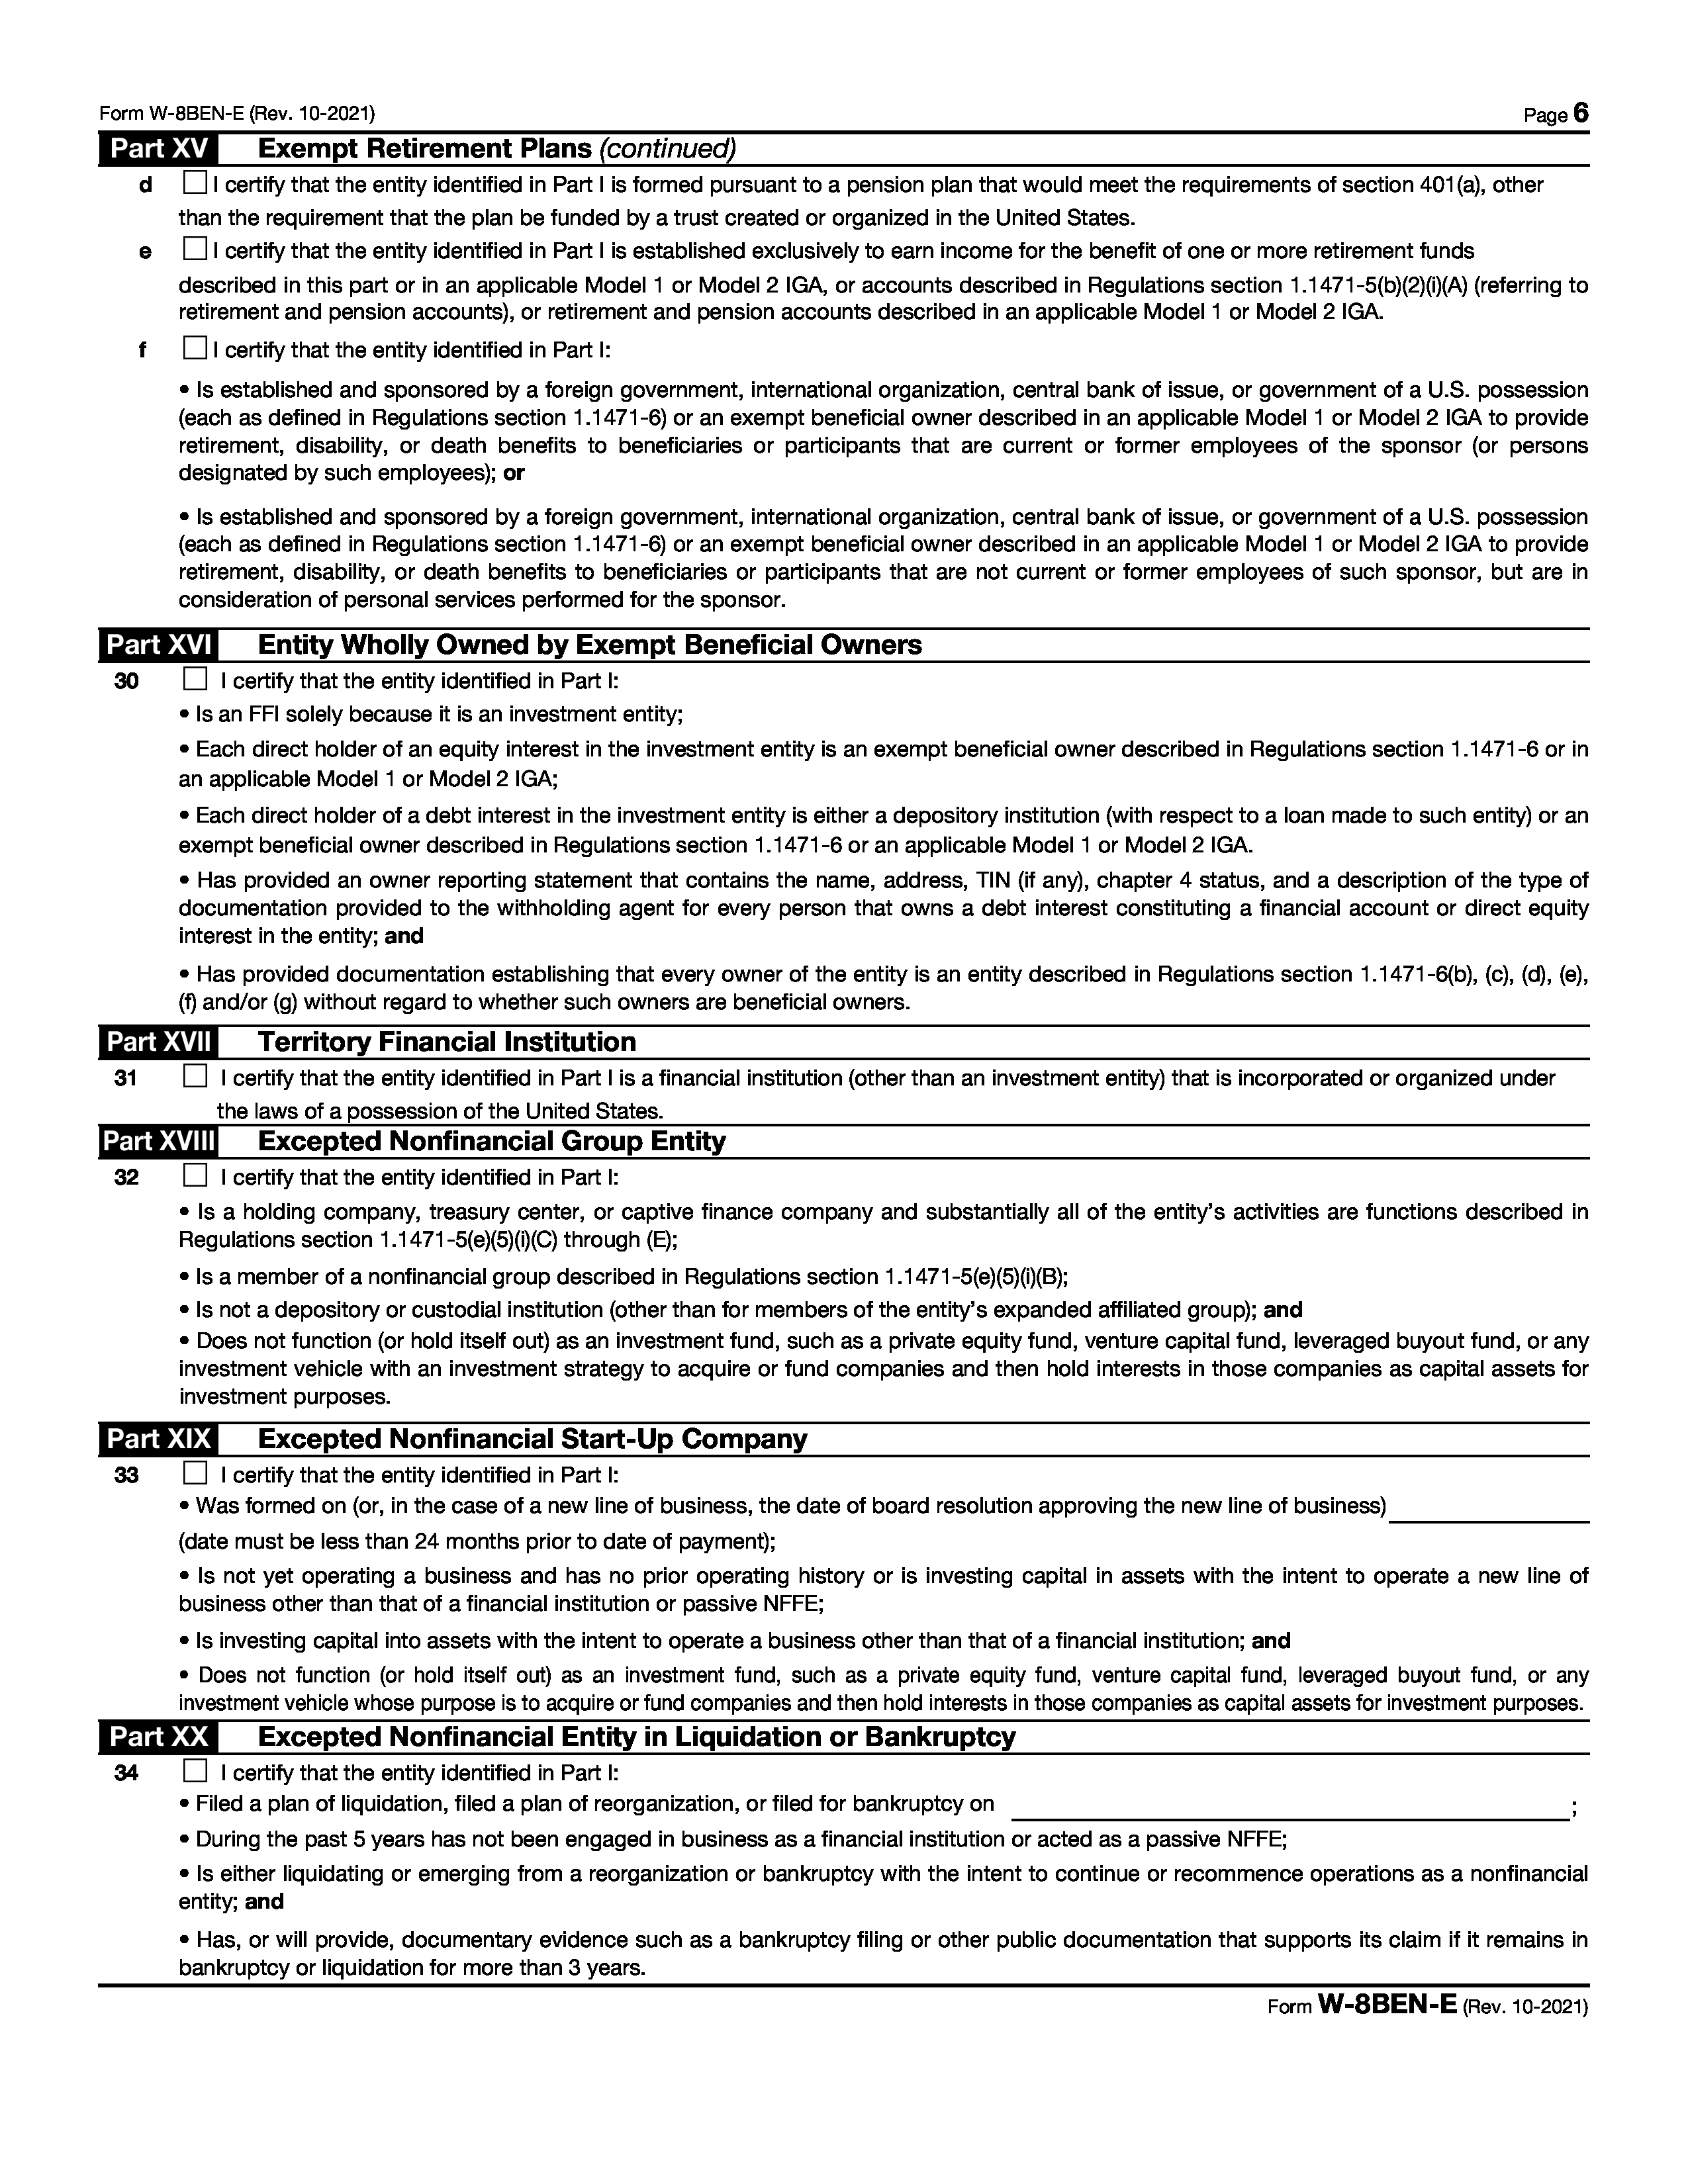 Form W-8BEN-E (Rev. 10-2021) Page 6
Part XV Exempt Retirement Plans (continued)
d I certify that the entity identified in Part I is formed pursuant to a pension plan that would meet the requirements of section 401(a), other
than the requirement that the plan be funded by a trust created or organized in the United States.
e I certify that the entity identified in Part I is established exclusively to earn income for the benefit of one or more retirement funds
described in this part or in an applicable Model 1 or Model 2 IGA, or accounts described in Regulations section 1.1471-5(b)(2)(i)(A) (referring to
retirement and pension accounts), or retirement and pension accounts described in an applicable Model 1 or Model 2 IGA.
f I certify that the entity identified in Part I:
• Is established and sponsored by a foreign government, international organization, central bank of issue, or government of a U.S. possession
(each as defined in Regulations section 1.1471-6) or an exempt beneficial owner described in an applicable Model 1 or Model 2 IGA to provide
retirement, disability, or death benefits to beneficiaries or participants that are current or former employees of the sponsor (or persons
designated by such employees); or
• Is established and sponsored by a foreign government, international organization, central bank of issue, or government of a U.S. possession
(each as defined in Regulations section 1.1471-6) or an exempt beneficial owner described in an applicable Model 1 or Model 2 IGA to provide
retirement, disability, or death benefits to beneficiaries or participants that are not current or former employees of such sponsor, but are in
consideration of personal services performed for the sponsor.
Part XVI Entity Wholly Owned by Exempt Beneficial Owners
30 I certify that the entity identified in Part I:
• Is an FFI solely because it is an investment entity;
• Each direct holder of an equity interest in the investment entity is an exempt beneficial owner described in Regulations section 1.1471-6 or in
an applicable Model 1 or Model 2 IGA;
• Each direct holder of a debt interest in the investment entity is either a depository institution (with respect to a loan made to such entity) or an
exempt beneficial owner described in Regulations section 1.1471-6 or an applicable Model 1 or Model 2 IGA.
• Has provided an owner reporting statement that contains the name, address, TIN (if any), chapter 4 status, and a description of the type of
documentation provided to the withholding agent for every person that owns a debt interest constituting a financial account or direct equity
interest in the entity; and
• Has provided documentation establishing that every owner of the entity is an entity described in Regulations section 1.1471-6(b), (c), (d), (e),
(f) and/or (g) without regard to whether such owners are beneficial owners.
Part XVII Territory Financial Institution
31 I certify that the entity identified in Part I is a financial institution (other than an investment entity) that is incorporated or organized under
the laws of a possession of the United States.
Part XVIII Excepted Nonfinancial Group Entity
32 I certify that the entity identified in Part I:
• Is a holding company, treasury center, or captive finance company and substantially all of the entity's activities are functions described in
Regulations section 1.1471-5(e)(5)(i)(C) through (E);
• Is a member of a nonfinancial group described in Regulations section 1.1471-5(e)(5)(i)(B);
• Is not a depository or custodial institution (other than for members of the entity's expanded affiliated group); and
• Does not function (or hold itself out) as an investment fund, such as a private equity fund, venture capital fund, leveraged buyout fund, or any
investment vehicle with an investment strategy to acquire or fund companies and then hold interests in those companies as capital assets for
investment purposes.
Part XIX Excepted Nonfinancial Start-Up Company
33 I certify that the entity identified in Part I:
• Was formed on (or, in the case of a new line of business, the date of board resolution approving the new line of business)
(date must be less than 24 months prior to date of payment);
• Is not yet operating a business and has no prior operating history or is investing capital in assets with the intent to operate a new line of
business other than that of a financial institution or passive NFFE;
• Is investing capital into assets with the intent to operate a business other than that of a financial institution; and
• Does not function (or hold itself out) as an investment fund, such as a private equity fund, venture capital fund, leveraged buyout fund, or any
investment vehicle whose purpose is to acquire or fund companies and then hold interests in those companies as capital assets for investment purposes.
Part XX Excepted Nonfinancial Entity in Liquidation or Bankruptcy
34 I certify that the entity identified in Part I:
• Filed a plan of liquidation, filed a plan of reorganization, or filed for bankruptcy on ;
• During the past 5 years has not been engaged in business as a financial institution or acted as a passive NFFE;
• Is either liquidating or emerging from a reorganization or bankruptcy with the intent to continue or recommence operations as a nonfinancial
entity; and
• Has, or will provide, documentary evidence such as a bankruptcy filing or other public documentation that supports its claim if it remains in
bankruptcy or liquidation for more than 3 years.
Form W-8BEN-E (Rev. 10-2021)